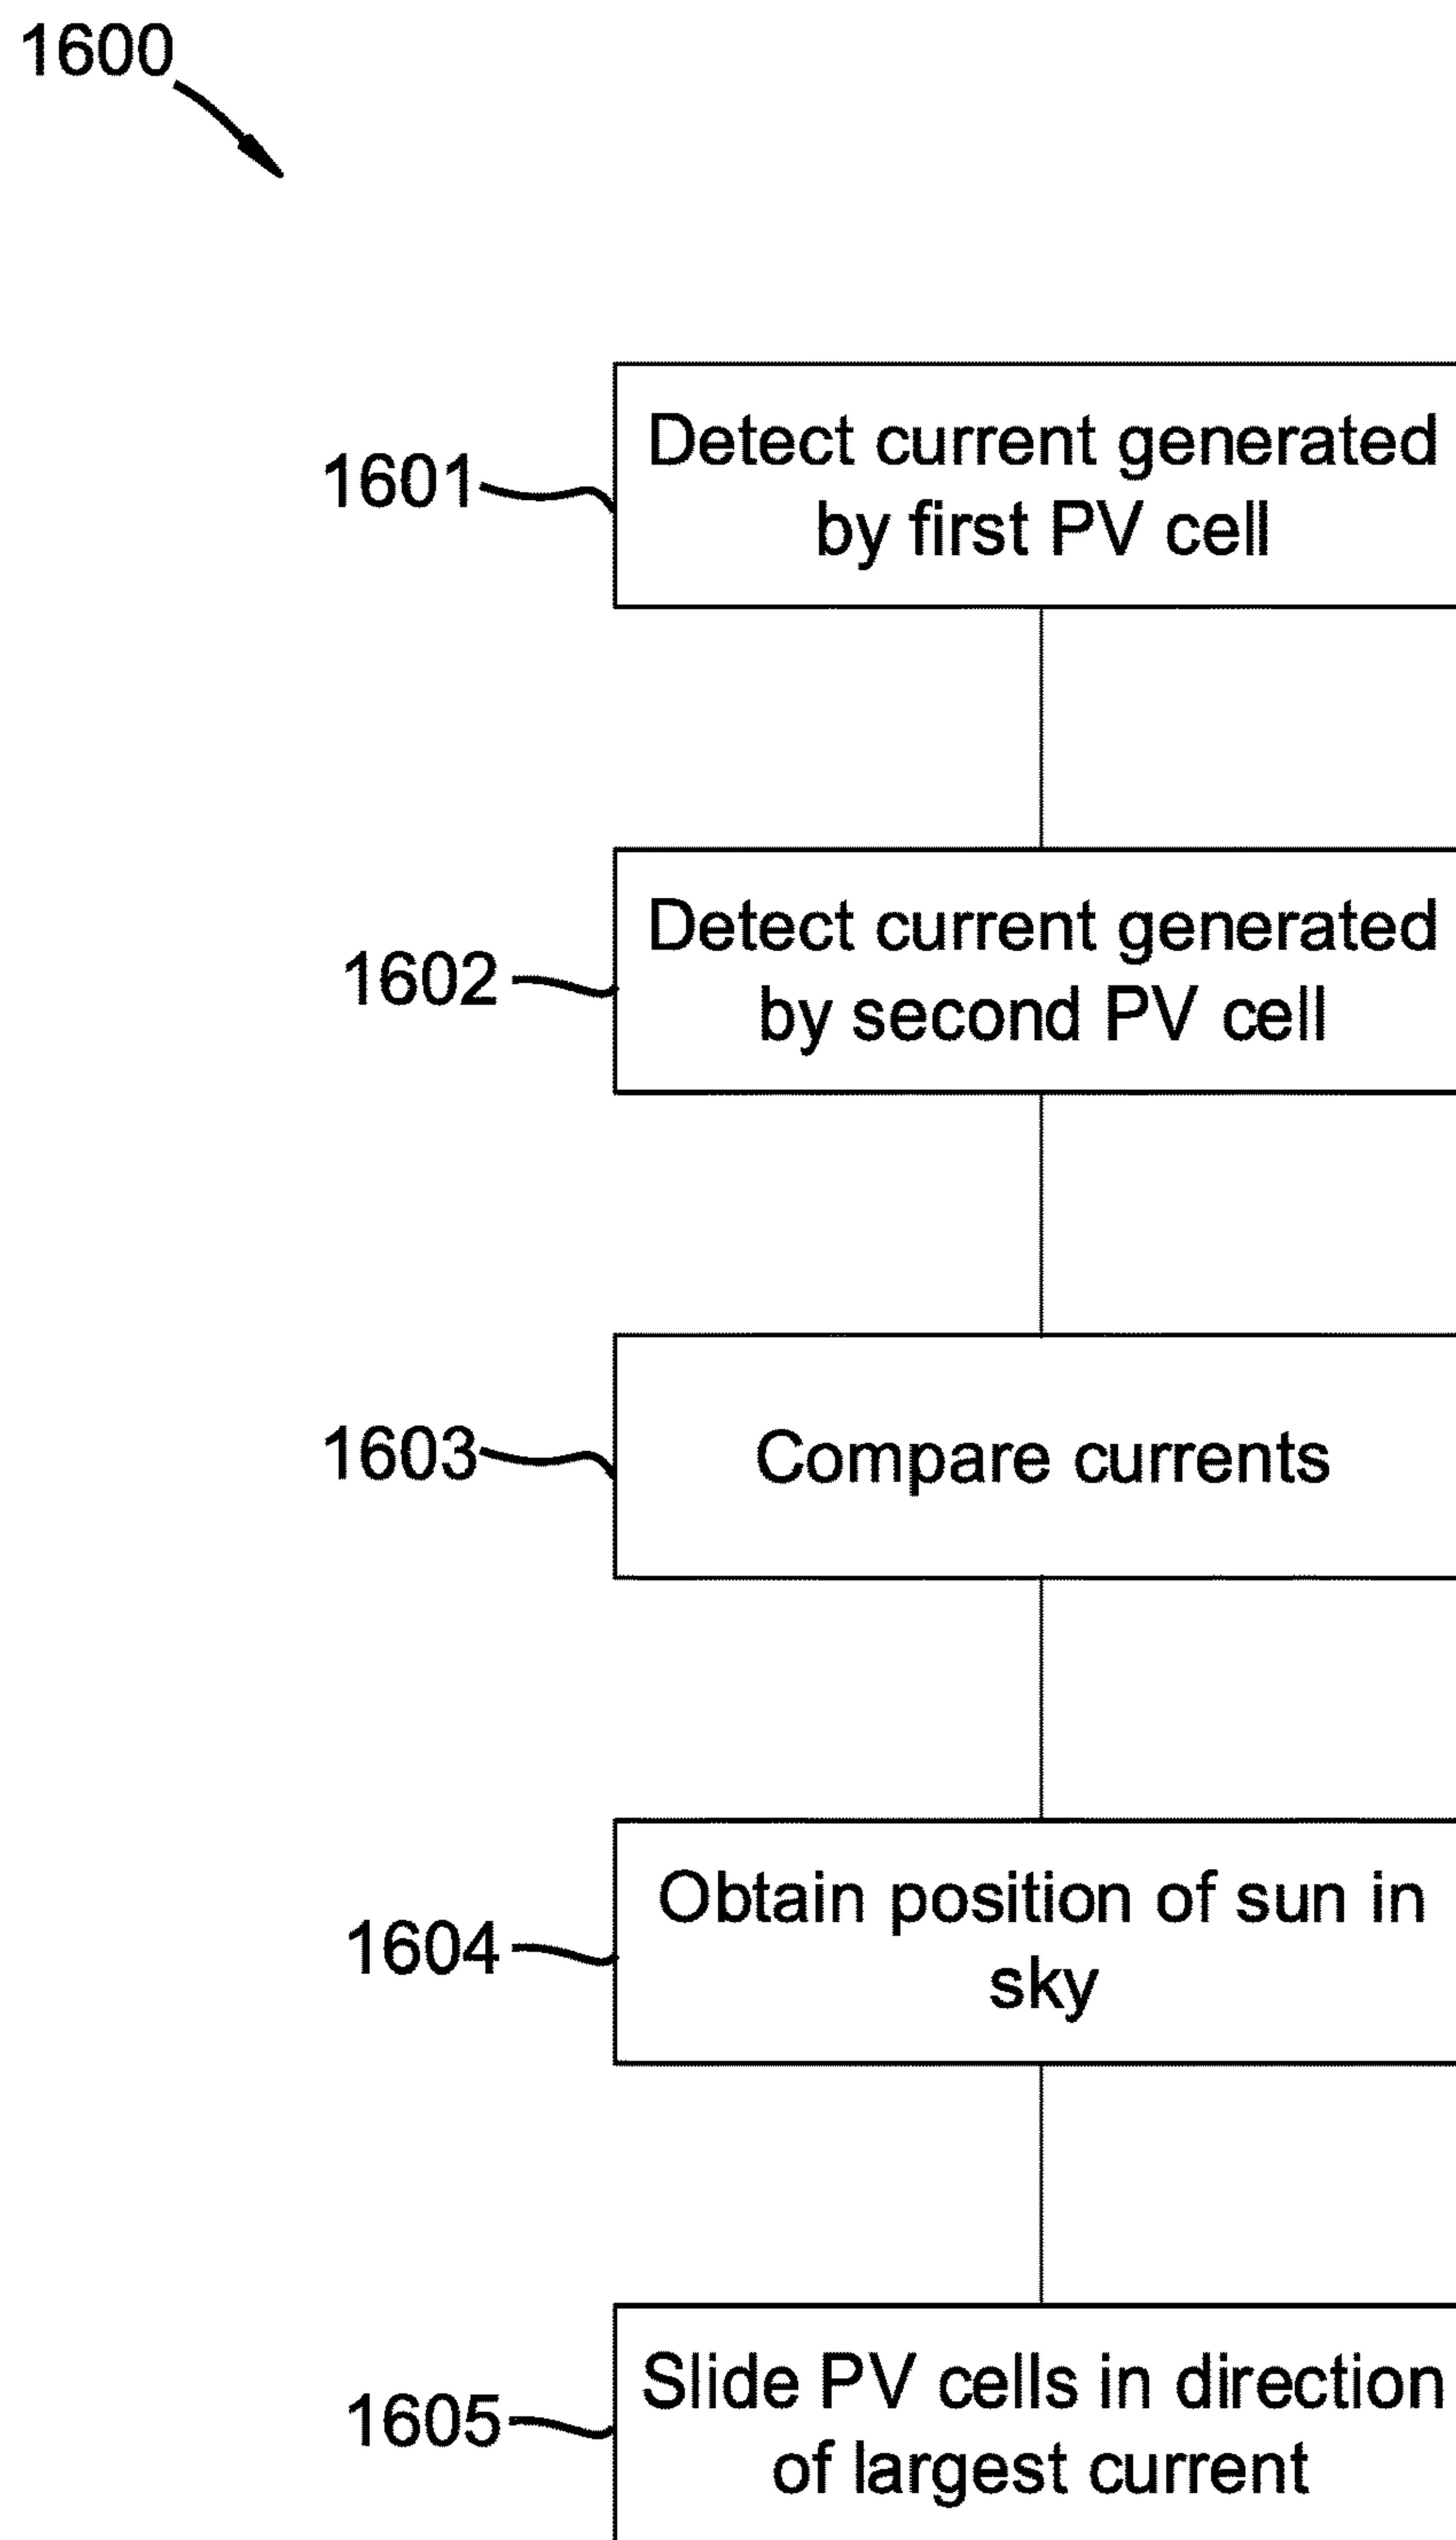 1600
1601
Detect current generated
by first PV cell
1602
Detect current generated
by second PV cell
1603
Compare currents
1604
Obtain position of sun in
sky
1605
Slide PV cells in direction
of largest current